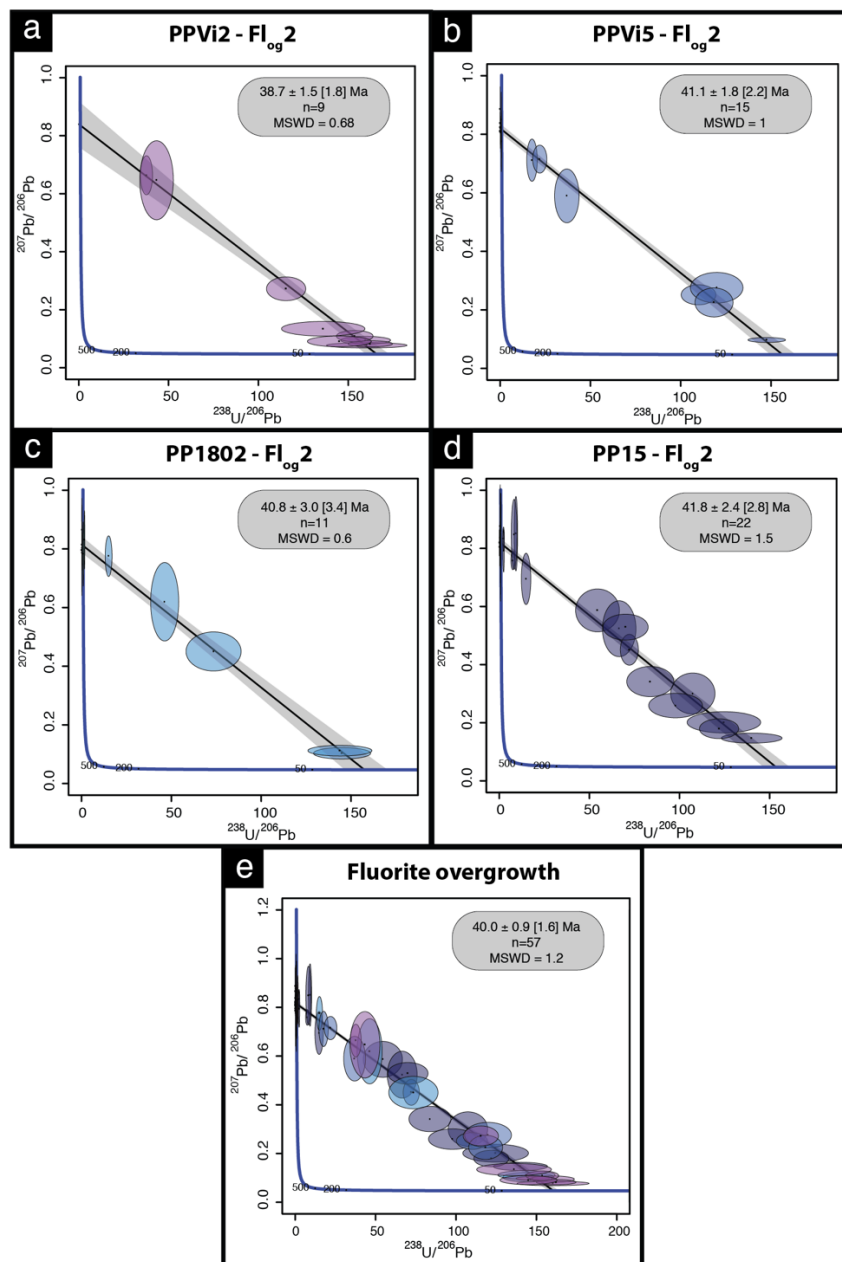 a
PPVi2 - Flog2
38.7 ± 1.5 [1.8] Ma
n=9
MSWD = 0.68
1.0
0.8
0.6
0.4
0.2
0.0
207Pb/ 206Pb
500
200
50
0
50
100
150
238U/206Pb
b
PPVi5 - Flog2
41.1 ± 1.8 [2.2] Ma
n=15
MSWD = 1
1.0
0.8
0.6
0.4
0.2
0.0
207Pb/ 206Pb
500
200
50
0
50
100
150
238U/206Pb
c
PP1802 - Flog2
40.8 ± 3.0 [3.4] Ma
n=11
MSWD = 0.6
1.0
0.8
0.6
0.4
0.2
0.0
207Pb/ 206Pb
500
200
50
0
50
100
150
238U/206Pb
d
PP15 - Flog2
41.8 ± 2.4 [2.8] Ma
n=22
MSWD = 1.5
1.0
0.8
0.6
0.4
0.2
0.0
207Pb/ 206Pb
500
200
50
0
50
100
150
238U/206Pb
e
Fluorite overgrowth
40.0 ± 0.9 [1.6] Ma
n=57
MSWD = 1.2
1.2
1.0
0.8
0.6
0.4
0.2
0.0
207Pb/ 206Pb
500
200
50
0
50
100
150
200
238U/206Pb